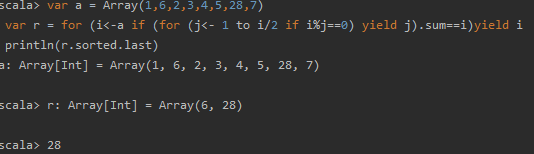 scala> var a = Array(1,6,2,3,4,5,28,7)
var r = for (i<-a if (for (j<- 1 to i/2 if i%j==0) yield j).sum==i)yield i
println(r.sorted.last)
a: Array[Int] = Array(1, 6, 2, 3, 4, 5, 28, 7)
scala> r: Array[Int] = Array(6, 28)
scala> 28